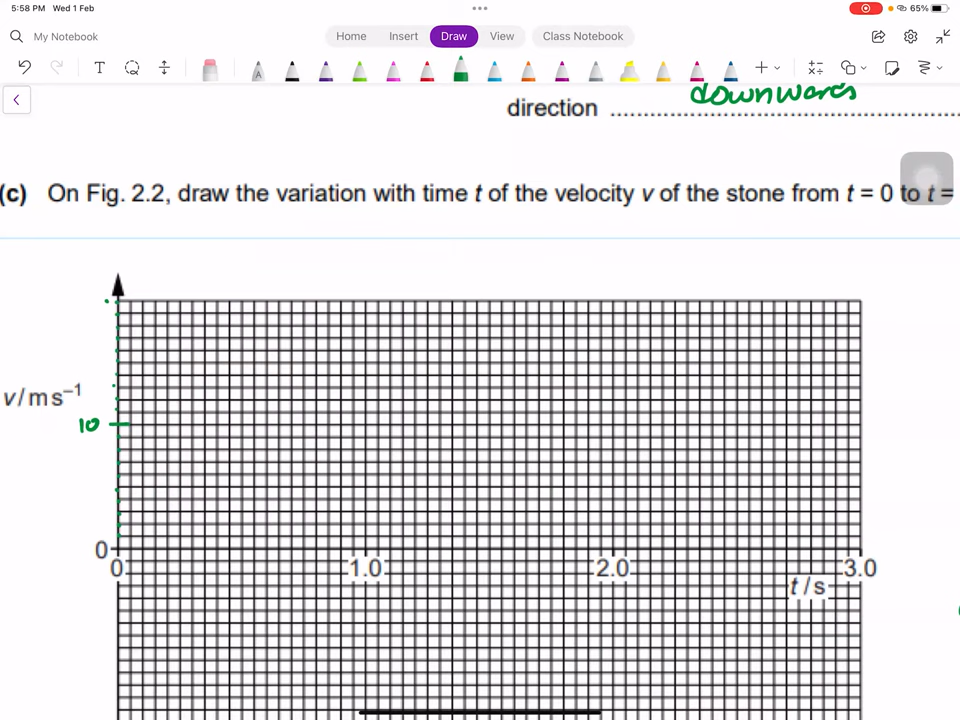 5:58 PM Wed 1 Feb
65%
My Notebook
Home Insert Draw View Class Notebook
downwards
direction ..........................................................
(c) On Fig. 2.2, draw the variation with time t of the velocity v of the stone from t = 0 to t =
v/ms⁻¹
10
0
0 1.0 2.0 3.0
t/s